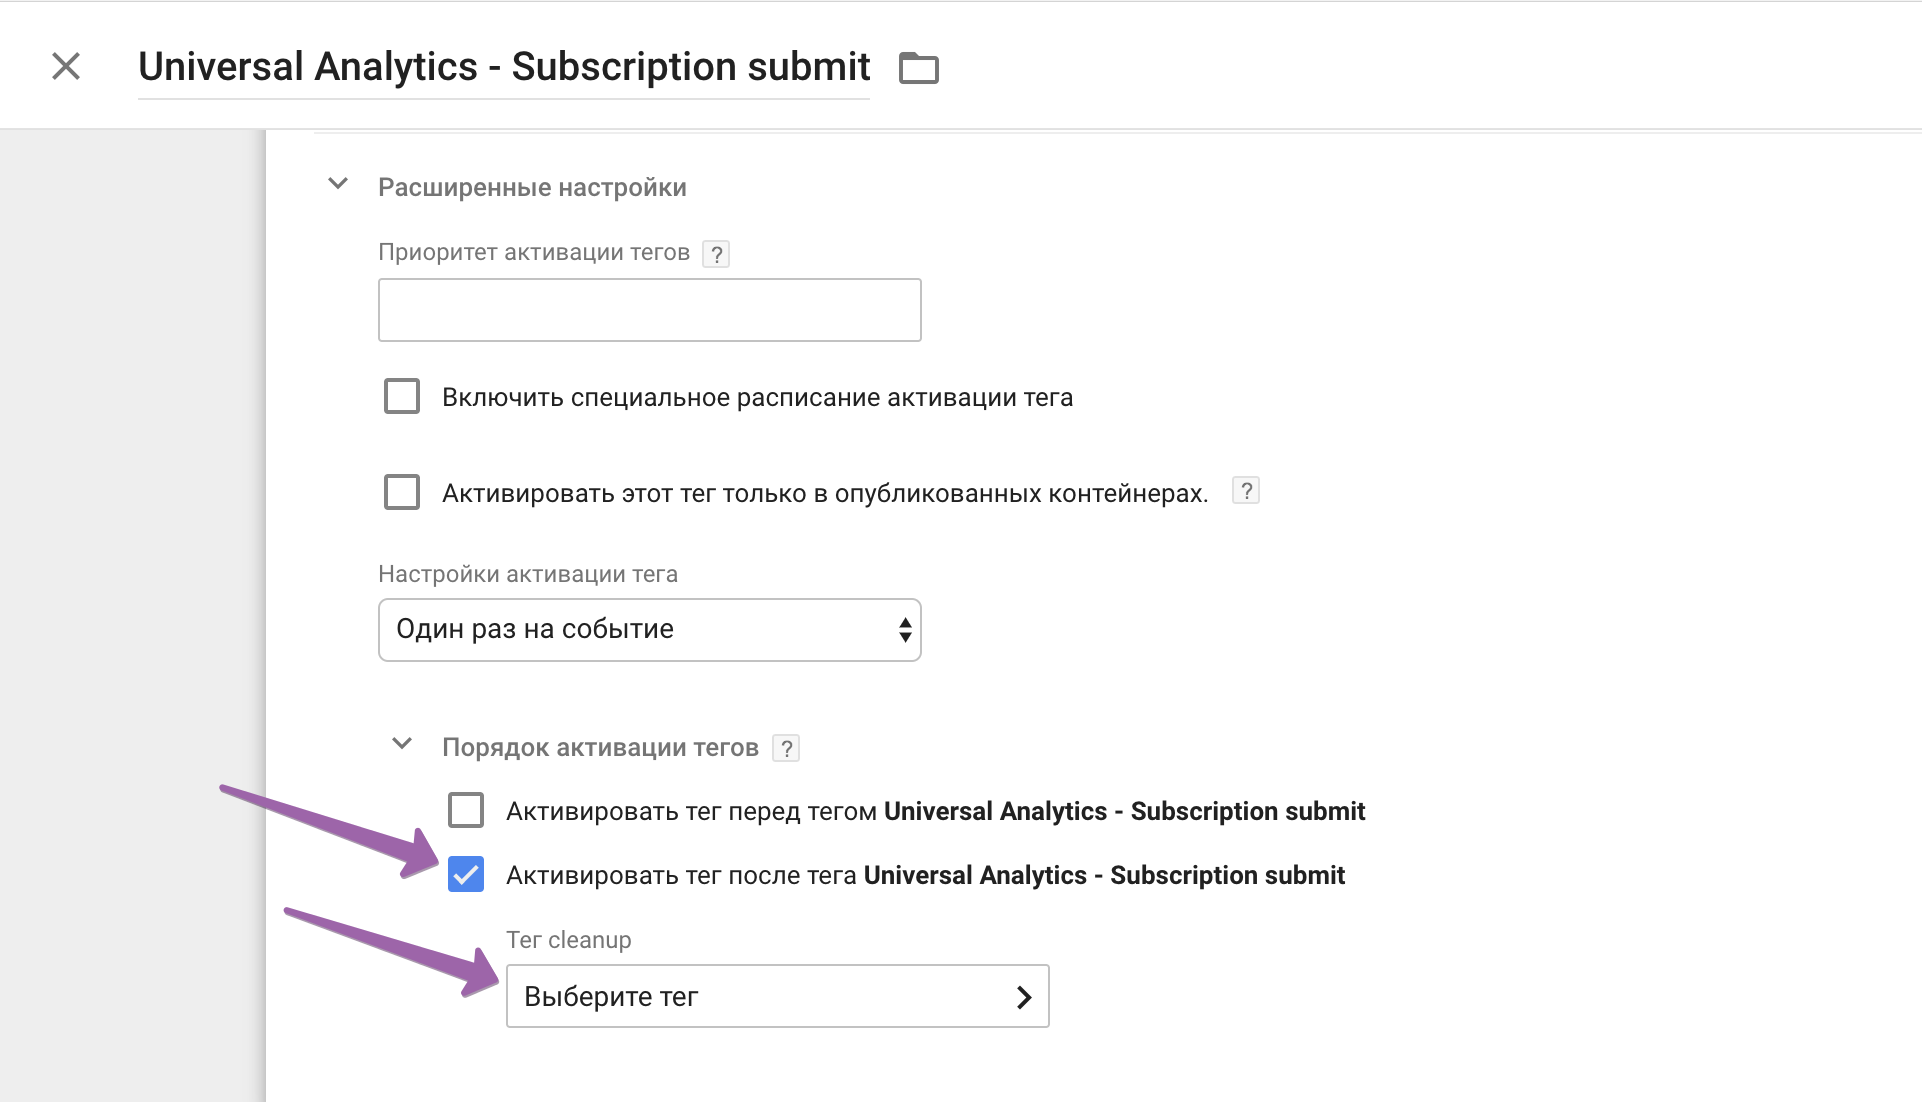 Universal Analytics - Subscription submit
Расширенные настройки
Приоритет активации тегов ?
Включить специальное расписание активации тега
Активировать этот тег только в опубликованных контейнерах. ?
Настройки активации тега
Один раз на событие
Порядок активации тегов ?
Активировать тег перед тегом Universal Analytics - Subscription submit
Активировать тег после тега Universal Analytics - Subscription submit
Тег cleanup
Выберите тег